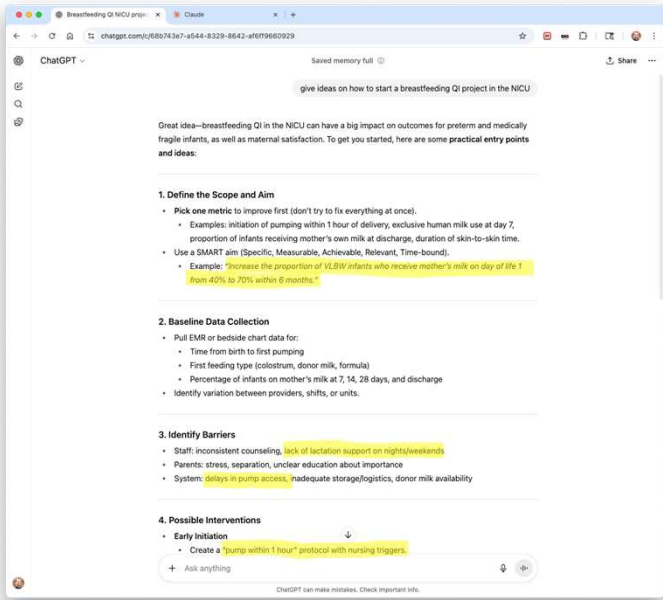 Breastfeeding QI NICU projec
Claude
chatgpt.com/c/68b743e7-a544-8329-8642-af6ff9660929
ChatGPT
Saved memory full
Share
give ideas on how to start a breastfeeding QI project in the NICU
Great idea—breastfeeding QI in the NICU can have a big impact on outcomes for preterm and medically
fragile infants, as well as maternal satisfaction. To get you started, here are some practical entry points
and ideas:
1. Define the Scope and Aim
• Pick one metric to improve first (don't try to fix everything at once).
• Examples: initiation of pumping within 1 hour of delivery, exclusive human milk use at day 7,
proportion of infants receiving mother's own milk at discharge, duration of skin-to-skin time.
• Use a SMART aim (Specific, Measurable, Achievable, Relevant, Time-bound).
• Example: "Increase the proportion of VLBW infants who receive mother's milk on day of life 1
from 40% to 70% within 6 months."
2. Baseline Data Collection
• Pull EMR or bedside chart data for:
• Time from birth to first pumping
• First feeding type (colostrum, donor milk, formula)
• Percentage of infants on mother's milk at 7, 14, 28 days, and discharge
• Identify variation between providers, shifts, or units.
3. Identify Barriers
• Staff: inconsistent counseling, lack of lactation support on nights/weekends
• Parents: stress, separation, unclear education about importance
• System: delays in pump access, inadequate storage/logistics, donor milk availability
4. Possible Interventions
• Early Initiation
• Create a "pump within 1 hour" protocol with nursing triggers.
Ask anything
ChatGPT can make mistakes. Check important info.